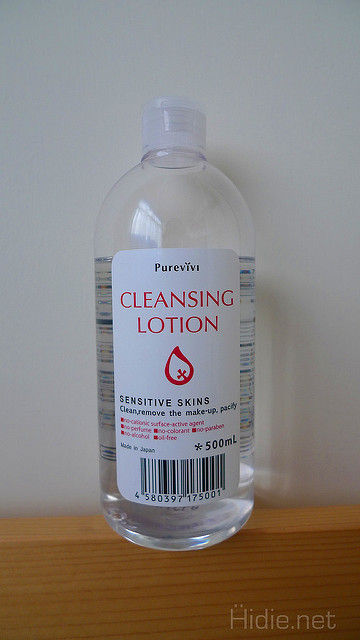 Purevivi
CLEANSING
LOTION
SENSITIVE SKINS
Clean,remove the make-up, pacify
■no-cationic surface-active agent
■no-perfume ■no-colorant ■no-paraben
■no-alcohol ■oil-free
Made in Japan
*500mL
4 580397 175001
Hidie.net